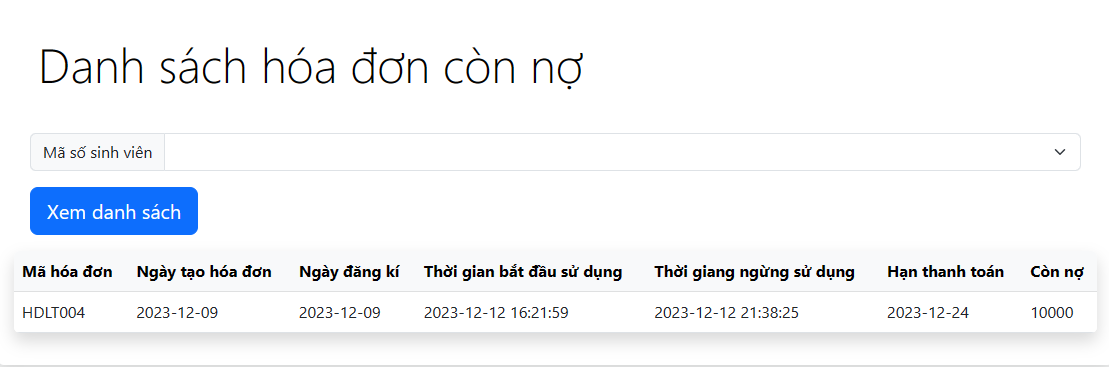 Danh sách hóa đơn còn nợ
Mã số sinh viên
Xem danh sách
Mã hóa đơn Ngày tạo hóa đơn Ngày đăng kí Thời gian bắt đầu sử dụng Thời giang ngừng sử dụng Hạn thanh toán Còn nợ
HDLT004 2023-12-09 2023-12-09 2023-12-12 16:21:59 2023-12-12 21:38:25 2023-12-24 10000